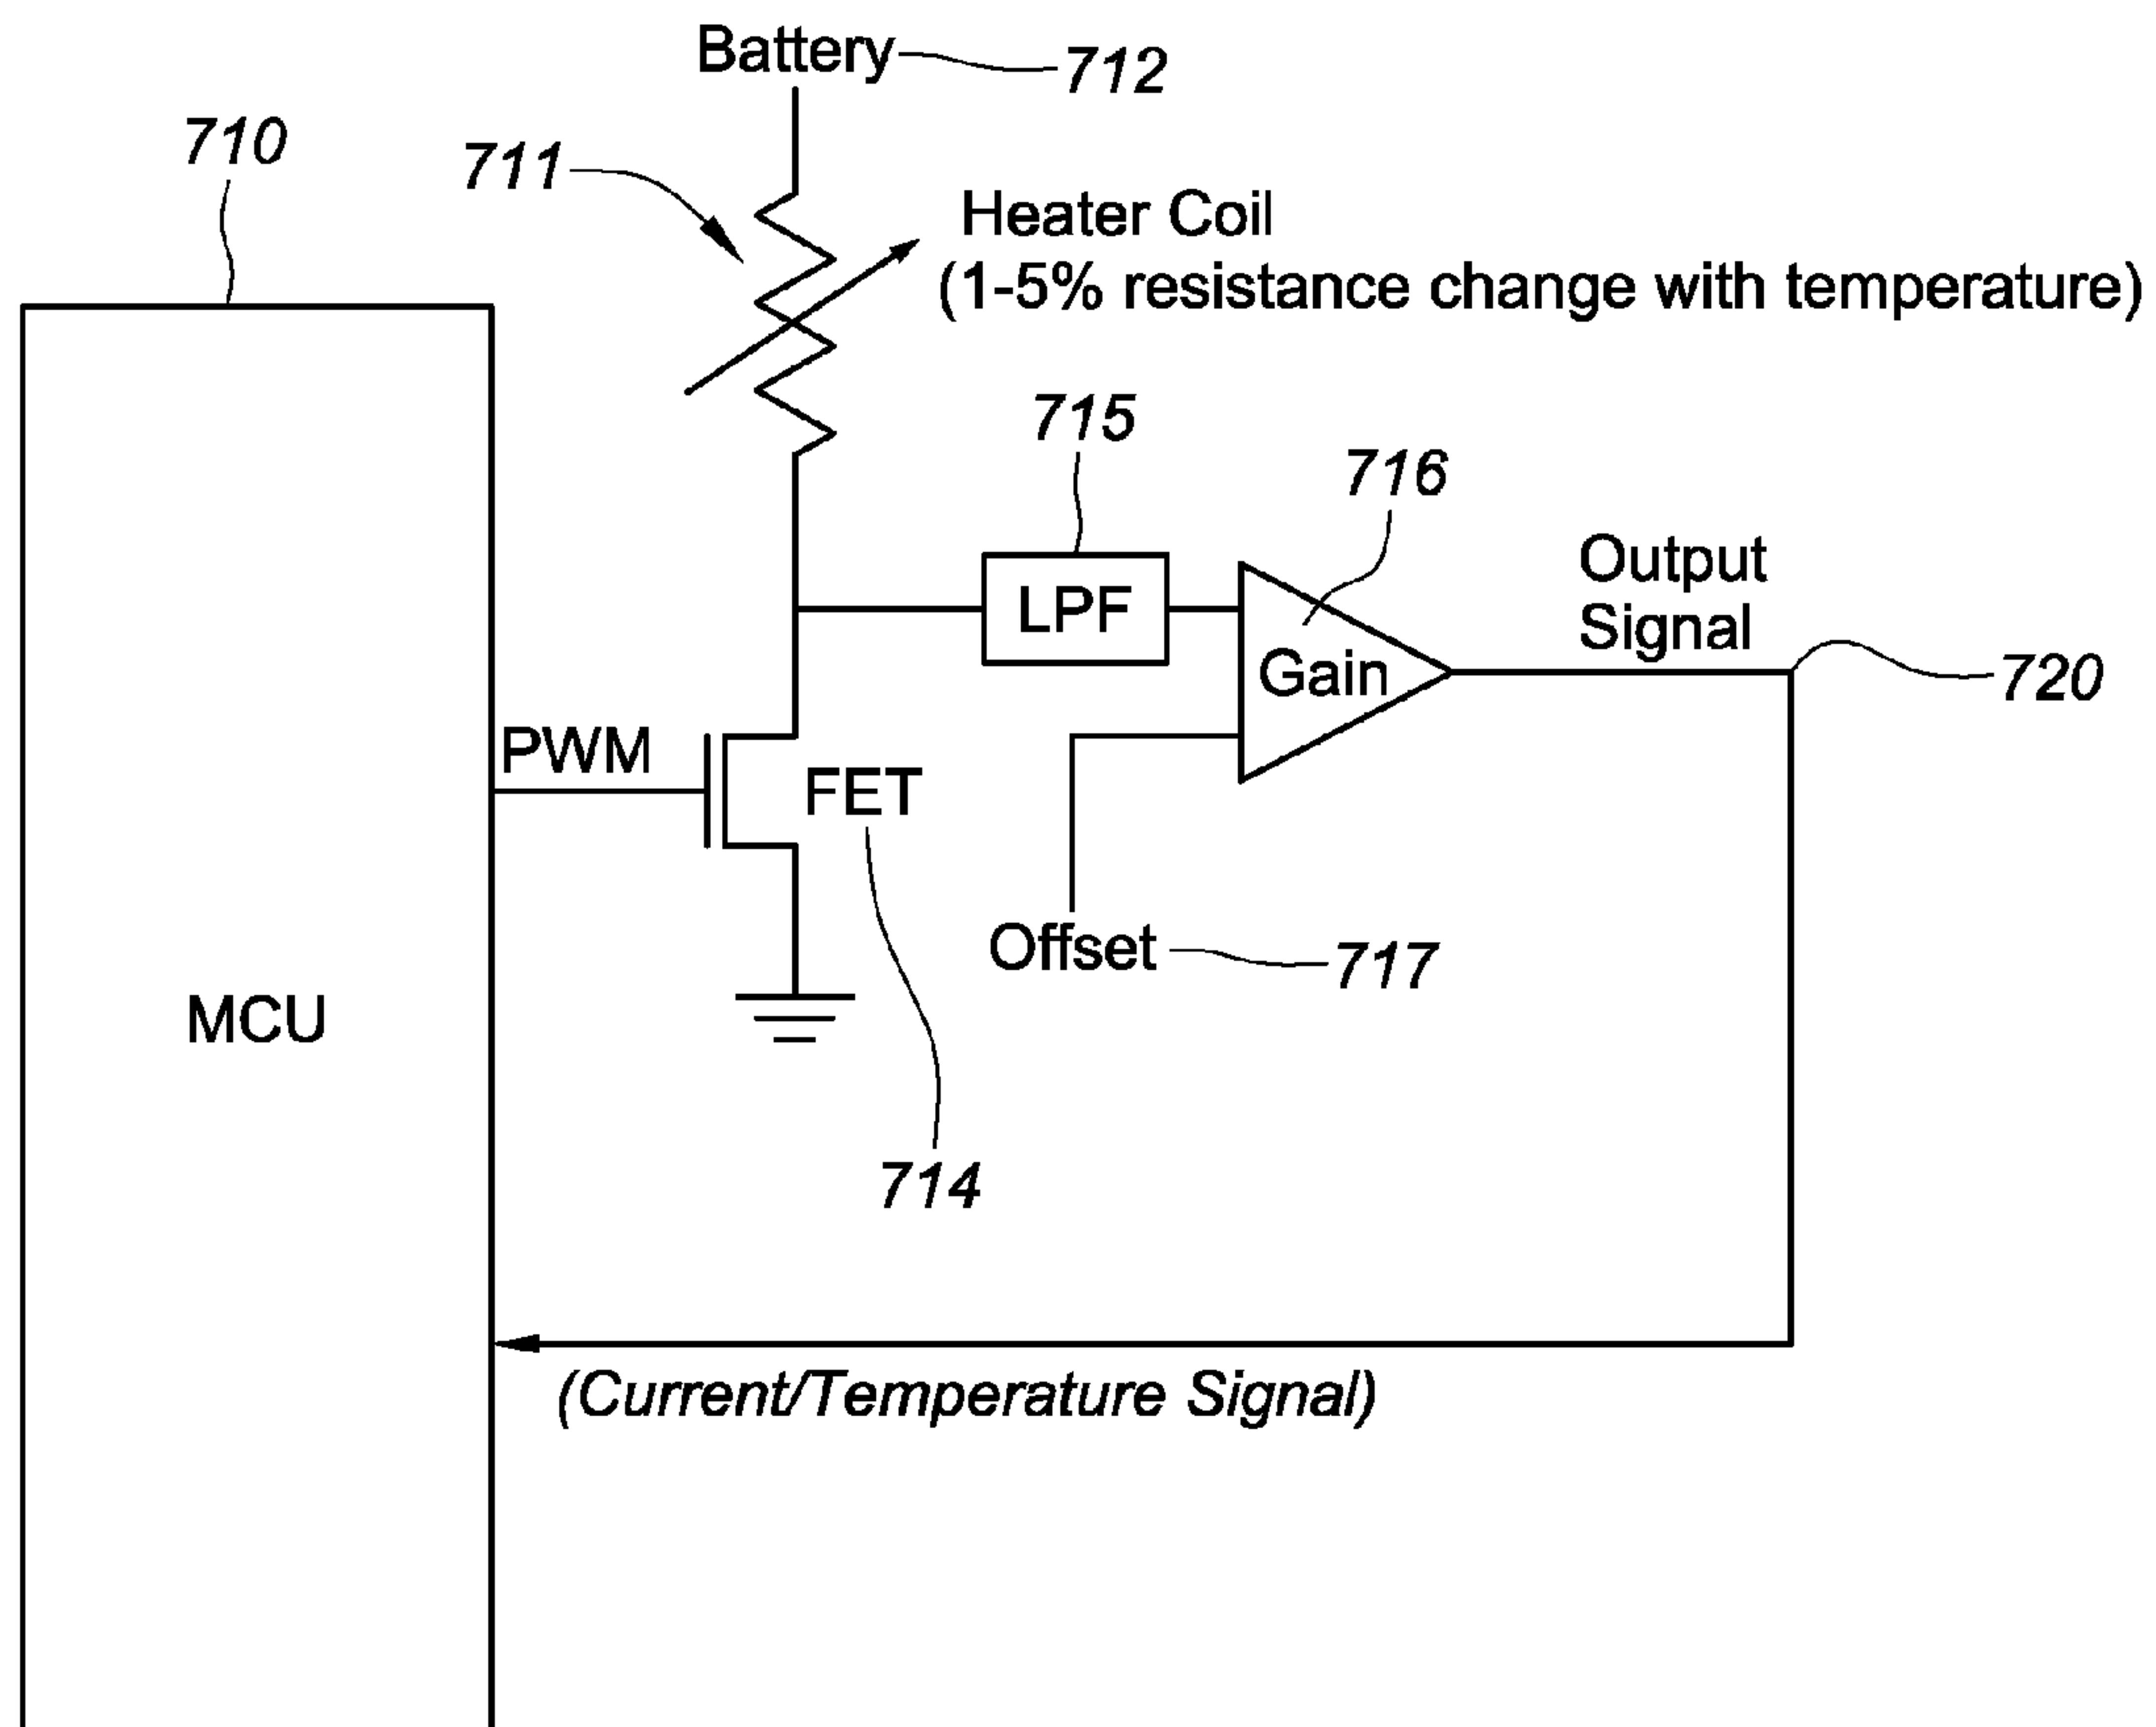 Battery 712
710
711
Heater Coil
(1-5% resistance change with temperature)
715
716
LPF
Output
Signal
Gain
720
PWM
FET
Offset 717
MCU
714
(Current/Temperature Signal)